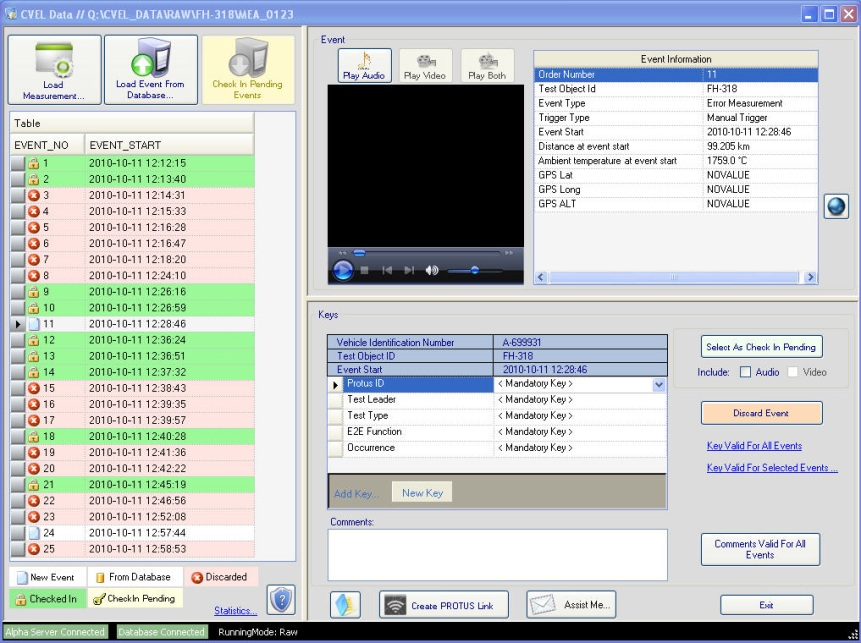 CVEL Data // Q:\CVEL_DATA\RAW\FH-318\MEA_0123
Load Measurement...
Load Event From Database...
Check In Pending Events
Table
EVENT_NO EVENT_START
1 2010-10-11 12:12:15
2 2010-10-11 12:13:40
3 2010-10-11 12:14:31
4 2010-10-11 12:15:33
5 2010-10-11 12:16:28
6 2010-10-11 12:16:47
7 2010-10-11 12:18:20
8 2010-10-11 12:24:10
9 2010-10-11 12:26:16
10 2010-10-11 12:26:59
11 2010-10-11 12:28:46
12 2010-10-11 12:36:24
13 2010-10-11 12:36:51
14 2010-10-11 12:37:32
15 2010-10-11 12:38:43
16 2010-10-11 12:39:35
17 2010-10-11 12:39:57
18 2010-10-11 12:40:28
19 2010-10-11 12:41:36
20 2010-10-11 12:42:22
21 2010-10-11 12:45:19
22 2010-10-11 12:46:56
23 2010-10-11 12:52:08
24 2010-10-11 12:57:44
25 2010-10-11 12:58:53
New Event From Database Discarded
Checked In CheckIn Pending
Statistics...
Event
Play Audio Play Video Play Both
Event Information
Order Number 11
Test Object Id FH-318
Event Type Error Measurement
Trigger Type Manual Trigger
Event Start 2010-10-11 12:28:46
Distance at event start 99.205 km
Ambient temperature at event start 1759.0 °C
GPS Lat NOVALUE
GPS Long NOVALUE
GPS ALT NOVALUE
Keys
Vehicle Identification Number A-699931
Test Object ID FH-318
Event Start 2010-10-11 12:28:46
Protus ID < Mandatory Key >
Test Leader < Mandatory Key >
Test Type < Mandatory Key >
E2E Function < Mandatory Key >
Occurrence < Mandatory Key >
Add Key... New Key
Comments:
Select As Check In Pending
Include: Audio Video
Discard Event
Key Valid For All Events
Key Valid For Selected Events ...
Comments Valid For All
Events
Create PROTUS Link Assist Me... Exit
Alpha Server Connected Database Connected RunningMode: Raw